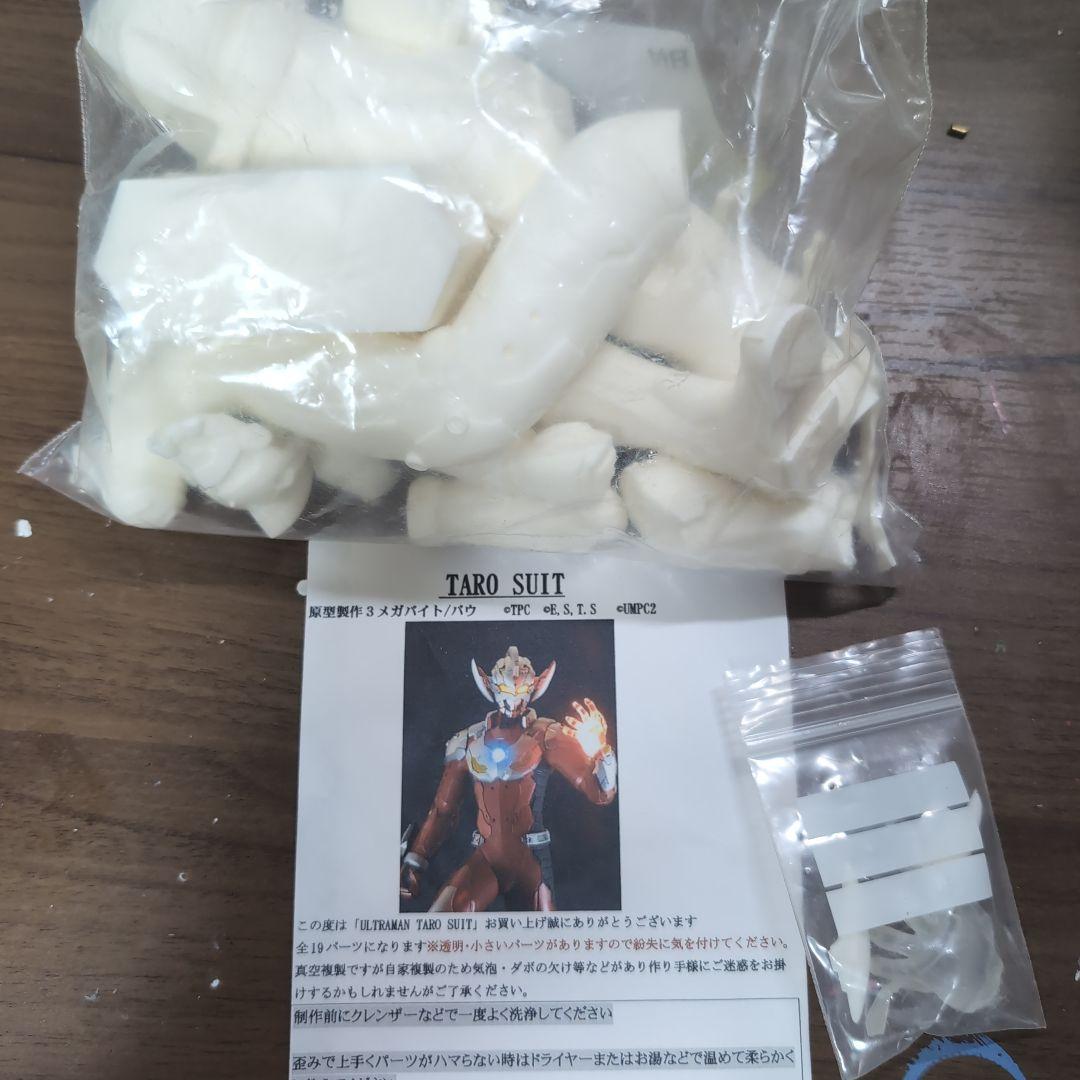 TARO SUIT
原型製作3メガバイト/バウ ©TPC ©E,S,T.S ©UMPC2
この度は「ULTRAMAN TARO SUIT」お買い上げ誠にありがとうございます
全19パーツになります※透明・小さいパーツがありますので紛失に気を付けてください。
真空複製ですが自家複製のため気泡・ダボの欠け等などがあり作り手様にご迷惑をお掛
けするかもしれませんがご了承ください。
制作前にクレンザーなどで一度よく洗浄してください
歪みで上手くパーツがハマらない時はドライヤーまたはお湯などで温めて柔らかく